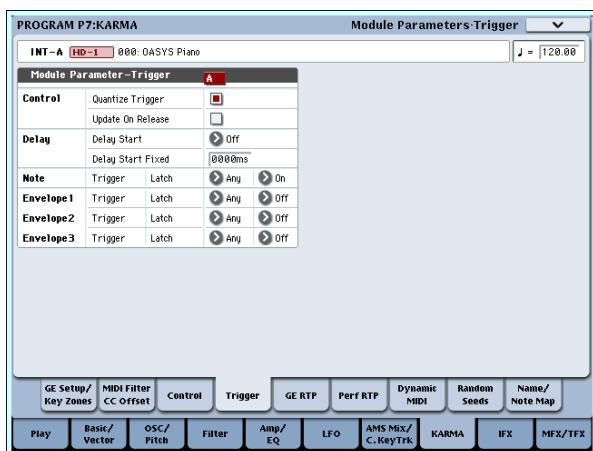 PROGRAM P7:KARMA Module Parameters-Trigger
INT-A HD-1 000: OASYS Piano ♩ = 120.00
Module Parameter-Trigger A
Control Quantize Trigger
Update On Release
Delay Delay Start Off
Delay Start Fixed 0000ms
Note Trigger Latch Any On
Envelope1 Trigger Latch Any Off
Envelope2 Trigger Latch Any Off
Envelope3 Trigger Latch Any Off
GE Setup/ MIDI Filter Control Trigger GE RTP Perf RTP Dynamic Random Name/
Key Zones CC Offset MIDI Seeds Note Map
Play Basic/ OSC/ Filter Amp/ LFO AMS Mix/ KARMA IFX MFX/TFX
Vector Pitch EQ C.KeyTrk